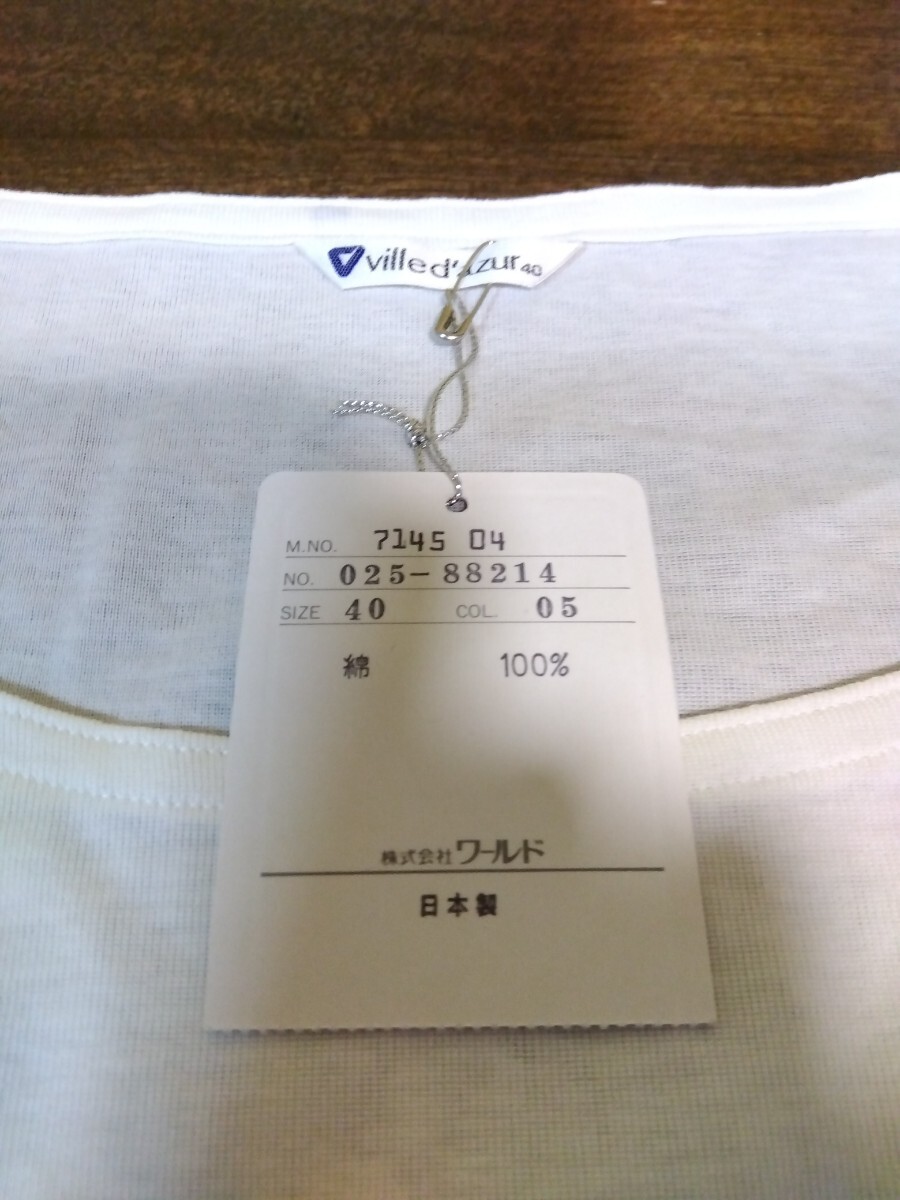 ville d'azur 40
M.NO. 7145 04
NO. 025-88214
SIZE 40 COL. 05
綿 100%
株式会社ワールド
日本製